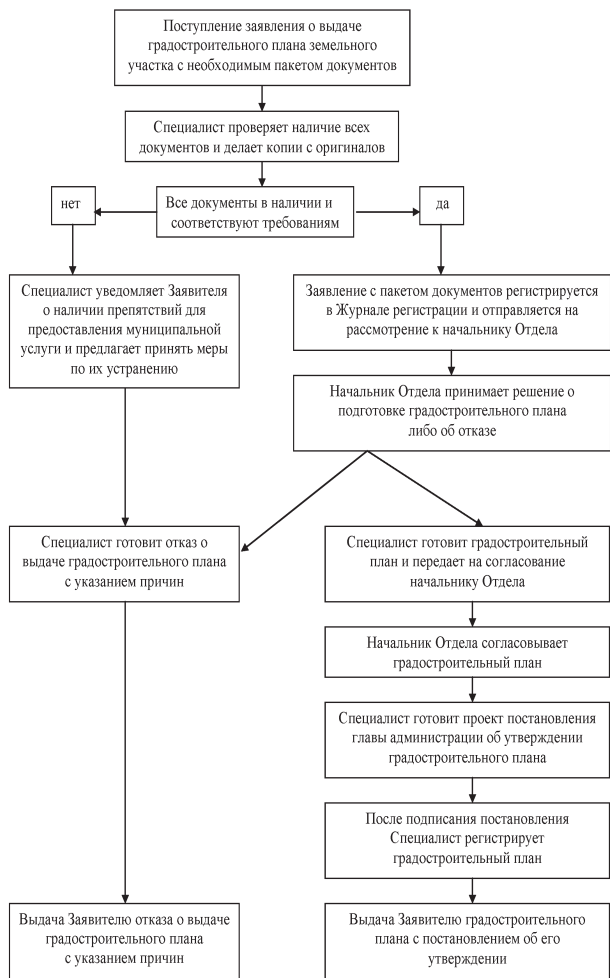 Поступление заявления о выдаче
градостроительного плана земельного
участка с необходимым пакетом документов
Специалист проверяет наличие всех
документов и делает копии с оригиналов
нет
Все документы в наличии и
соответствуют требованиям
да
Специалист уведомляет Заявителя
о наличии препятствий для
предоставления муниципальной
услуги и предлагает принять меры
по их устранению
Заявление с пакетом документов регистрируется
в Журнале регистрации и отправляется на
рассмотрение к начальнику Отдела
Начальник Отдела принимает решение о
подготовке градостроительного плана
либо об отказе
Специалист готовит отказ о
выдаче градостроительного плана
с указанием причин
Специалист готовит градостроительный
план и передает на согласование
начальнику Отдела
Начальник Отдела согласовывает
градостроительный план
Специалист готовит проект постановления
главы администрации об утверждении
градостроительного плана
После подписания постановления
Специалист регистрирует
градостроительный план
Выдача Заявителю отказа о выдаче
градостроительного плана
с указанием причин
Выдача Заявителю градостроительного
плана с постановлением об его
утверждении